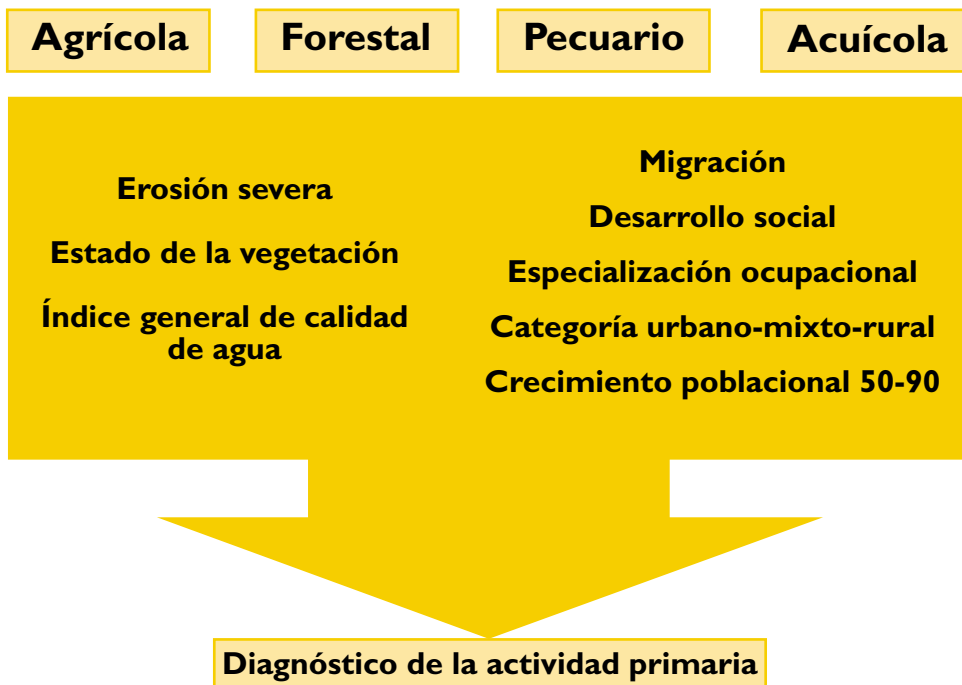 Agrícola
Forestal
Pecuario
Acuícola
Erosión severa
Estado de la vegetación
Índice general de calidad
de agua
Migración
Desarrollo social
Especialización ocupacional
Categoría urbano-mixto-rural
Crecimiento poblacional 50-90
Diagnóstico de la actividad primaria